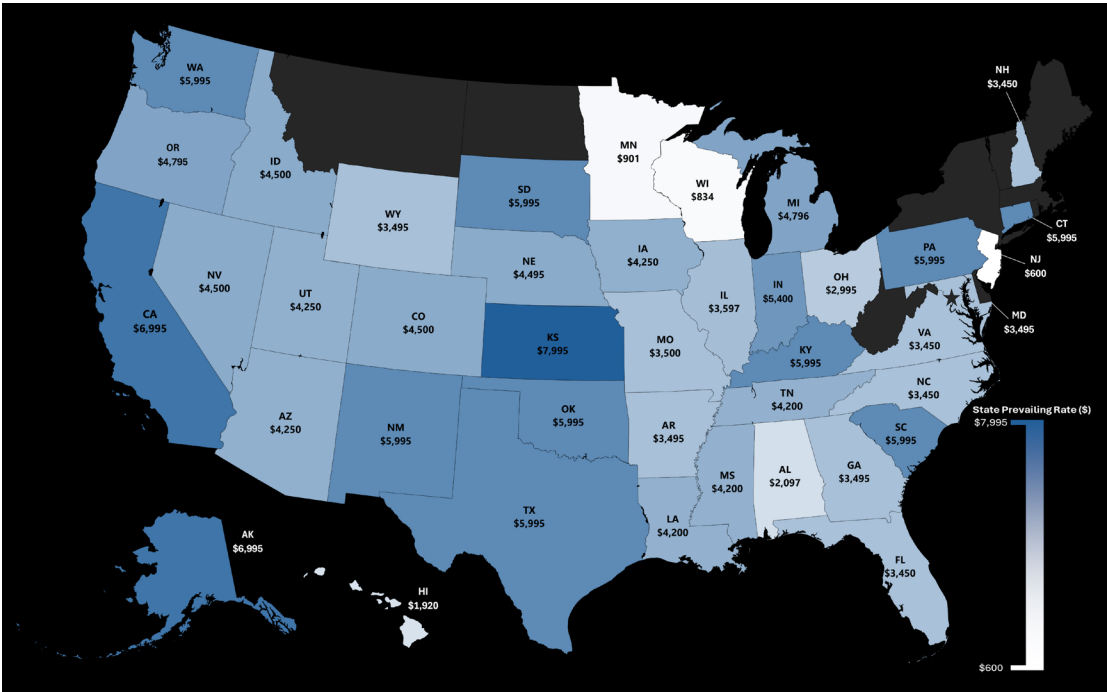 WA
$5,995
NH
$3,450
OR
$4,795
ID
$4,500
MN
$901
WI
$834
SD
$5,995
WY
$3,495
MI
$4,796
CT
$5,995
PA
$5,995
NJ
$600
IA
$4,250
NE
$4,495
NV
$4,500
UT
$4,250
CO
$4,500
IL
$3,597
IN
$5,400
OH
$2,995
MD
$3,495
CA
$6,995
KS
$7,995
MO
$3,500
KY
$5,995
VA
$3,450
NC
$3,450
TN
$4,200
AZ
$4,250
NM
$5,995
OK
$5,995
AR
$3,495
SC
$5,995
State Prevailing Rate ($)
$7,995
MS
$4,200
AL
$2,097
GA
$3,495
TX
$5,995
LA
$4,200
AK
$6,995
FL
$3,450
HI
$1,920
$600